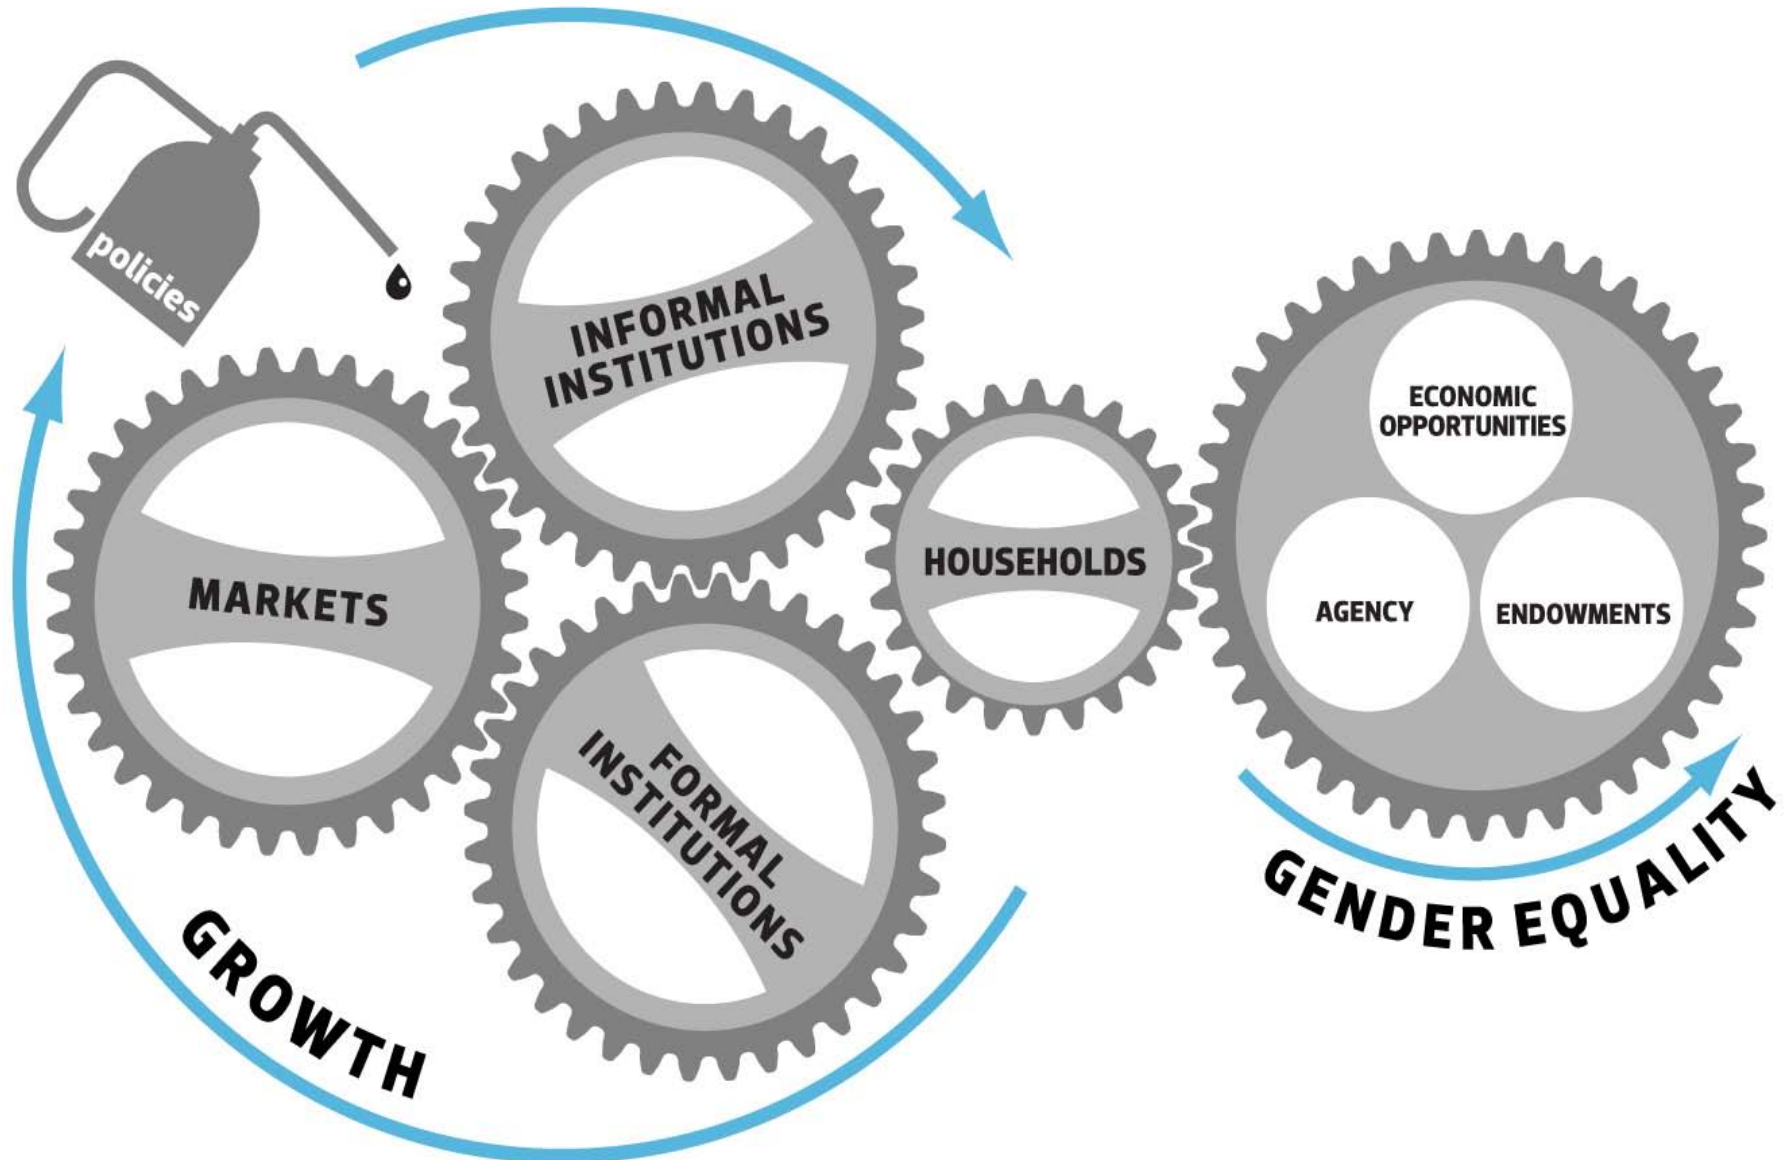 policies
INFORMAL
INSTITUTIONS
MARKETS
HOUSEHOLDS
FORMAL
INSTITUTIONS
ECONOMIC
OPPORTUNITIES
AGENCY
ENDOWMENTS
GROWTH
GENDER EQUALITY